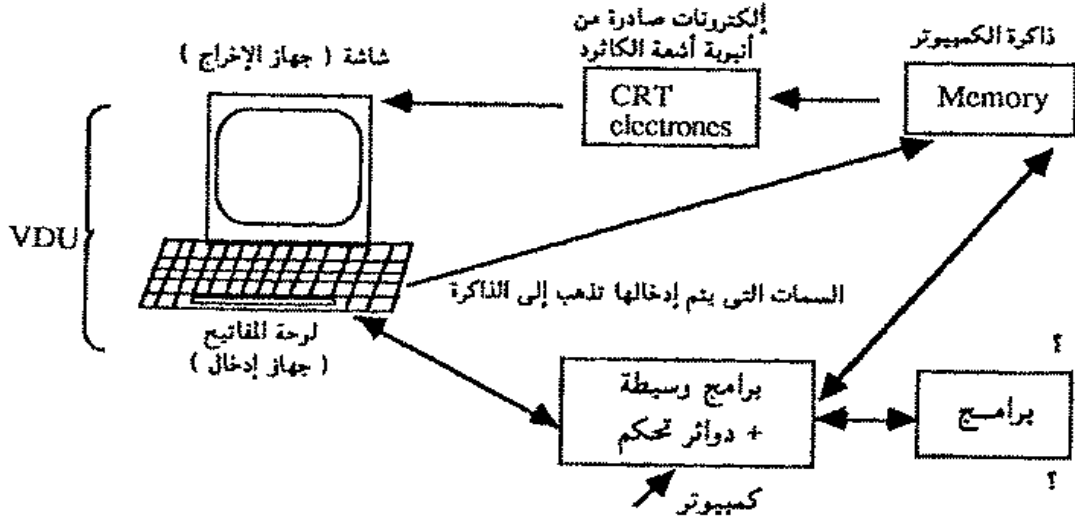 إلكترونات صادرة من
أنبوبة أشعة الكاثود
ذاكرة الكمبيوتر
شاشة ( جهاز الإخراج )
CRT
electrones
Memory
VDU
السمات التى يتم إدخالها تذهب إلى الذاكرة
لوحة المفاتيح
( جهاز إدخال )
؟
برامج وسيطة
+ دوائر تحكم
برامــج
؟
كمبيوتر